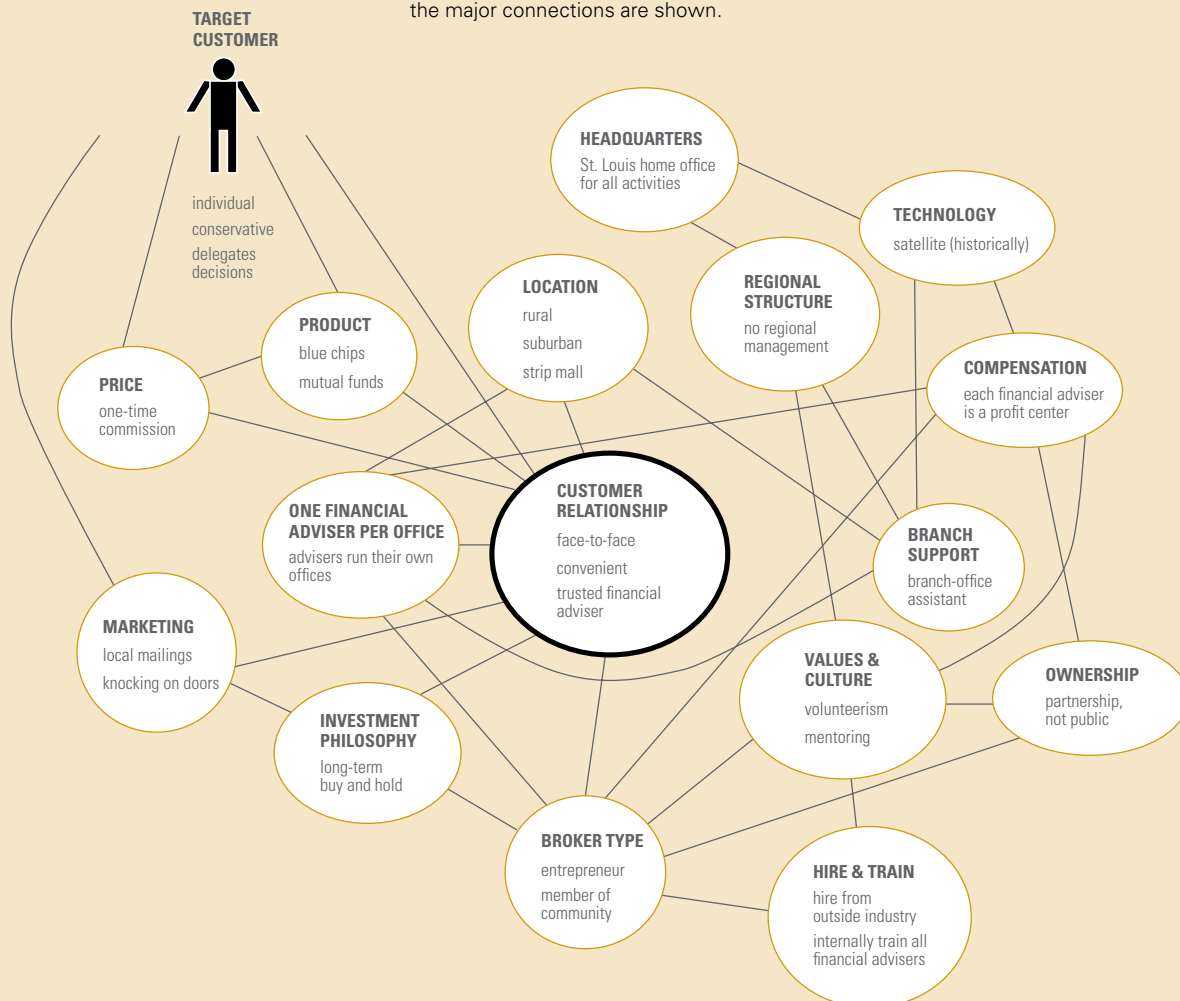 the major connections are shown.
TARGET
CUSTOMER
individual
conservative
delegates
decisions
HEADQUARTERS
St. Louis home office
for all activities
TECHNOLOGY
satellite (historically)
LOCATION
rural
suburban
strip mall
REGIONAL
STRUCTURE
no regional
management
PRODUCT
blue chips
mutual funds
PRICE
one-time
commission
COMPENSATION
each financial adviser
is a profit center
ONE FINANCIAL
ADVISER PER OFFICE
advisers run their own
offices
CUSTOMER
RELATIONSHIP
face-to-face
convenient
trusted financial
adviser
BRANCH
SUPPORT
branch-office
assistant
MARKETING
local mailings
knocking on doors
VALUES &
CULTURE
volunteerism
mentoring
OWNERSHIP
partnership,
not public
INVESTMENT
PHILOSOPHY
long-term
buy and hold
BROKER TYPE
entrepreneur
member of
community
HIRE & TRAIN
hire from
outside industry
internally train all
financial advisers